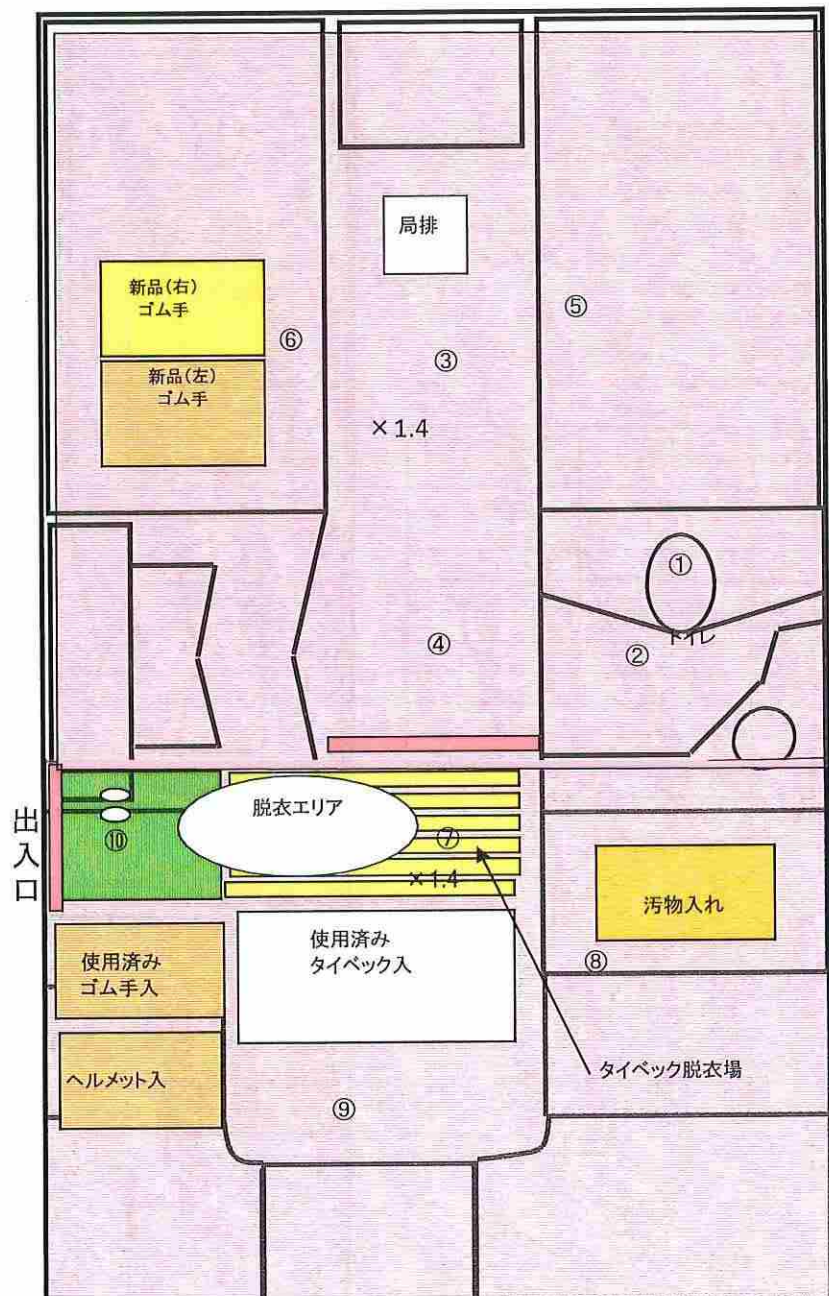 局排
新品(右)
ゴム手
⑥
⑤
③
新品(左)
ゴム手
×1.4
①
④
②
トイレ
出入口
脱衣エリア
⑩
⑦
×1.4
汚物入れ
使用済み
タイベック入
使用済み
ゴム手入
⑧
タイベック脱衣場
ヘルメット入
⑨